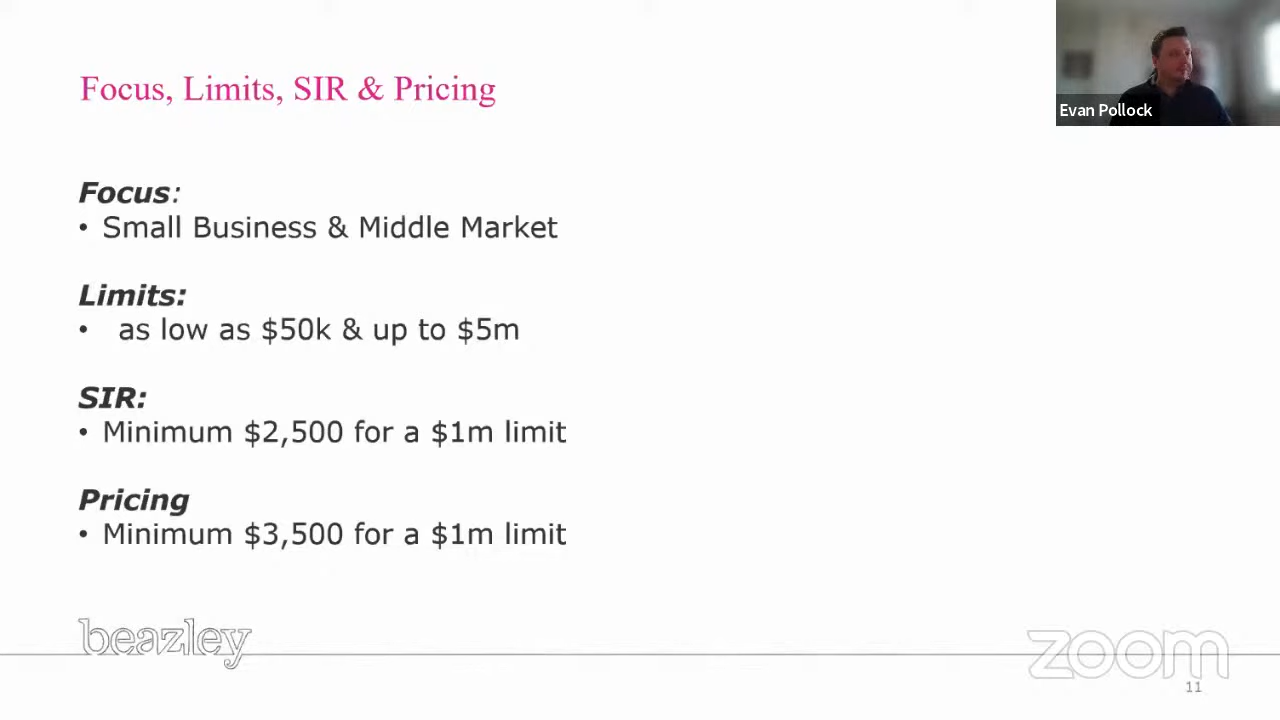 Focus, Limits, SIR & Pricing
Evan Pollock
Focus:
• Small Business & Middle Market
Limits:
• as low as $50k & up to $5m
SIR:
• Minimum $2,500 for a $1m limit
Pricing
• Minimum $3,500 for a $1m limit
beazley
zoom
11